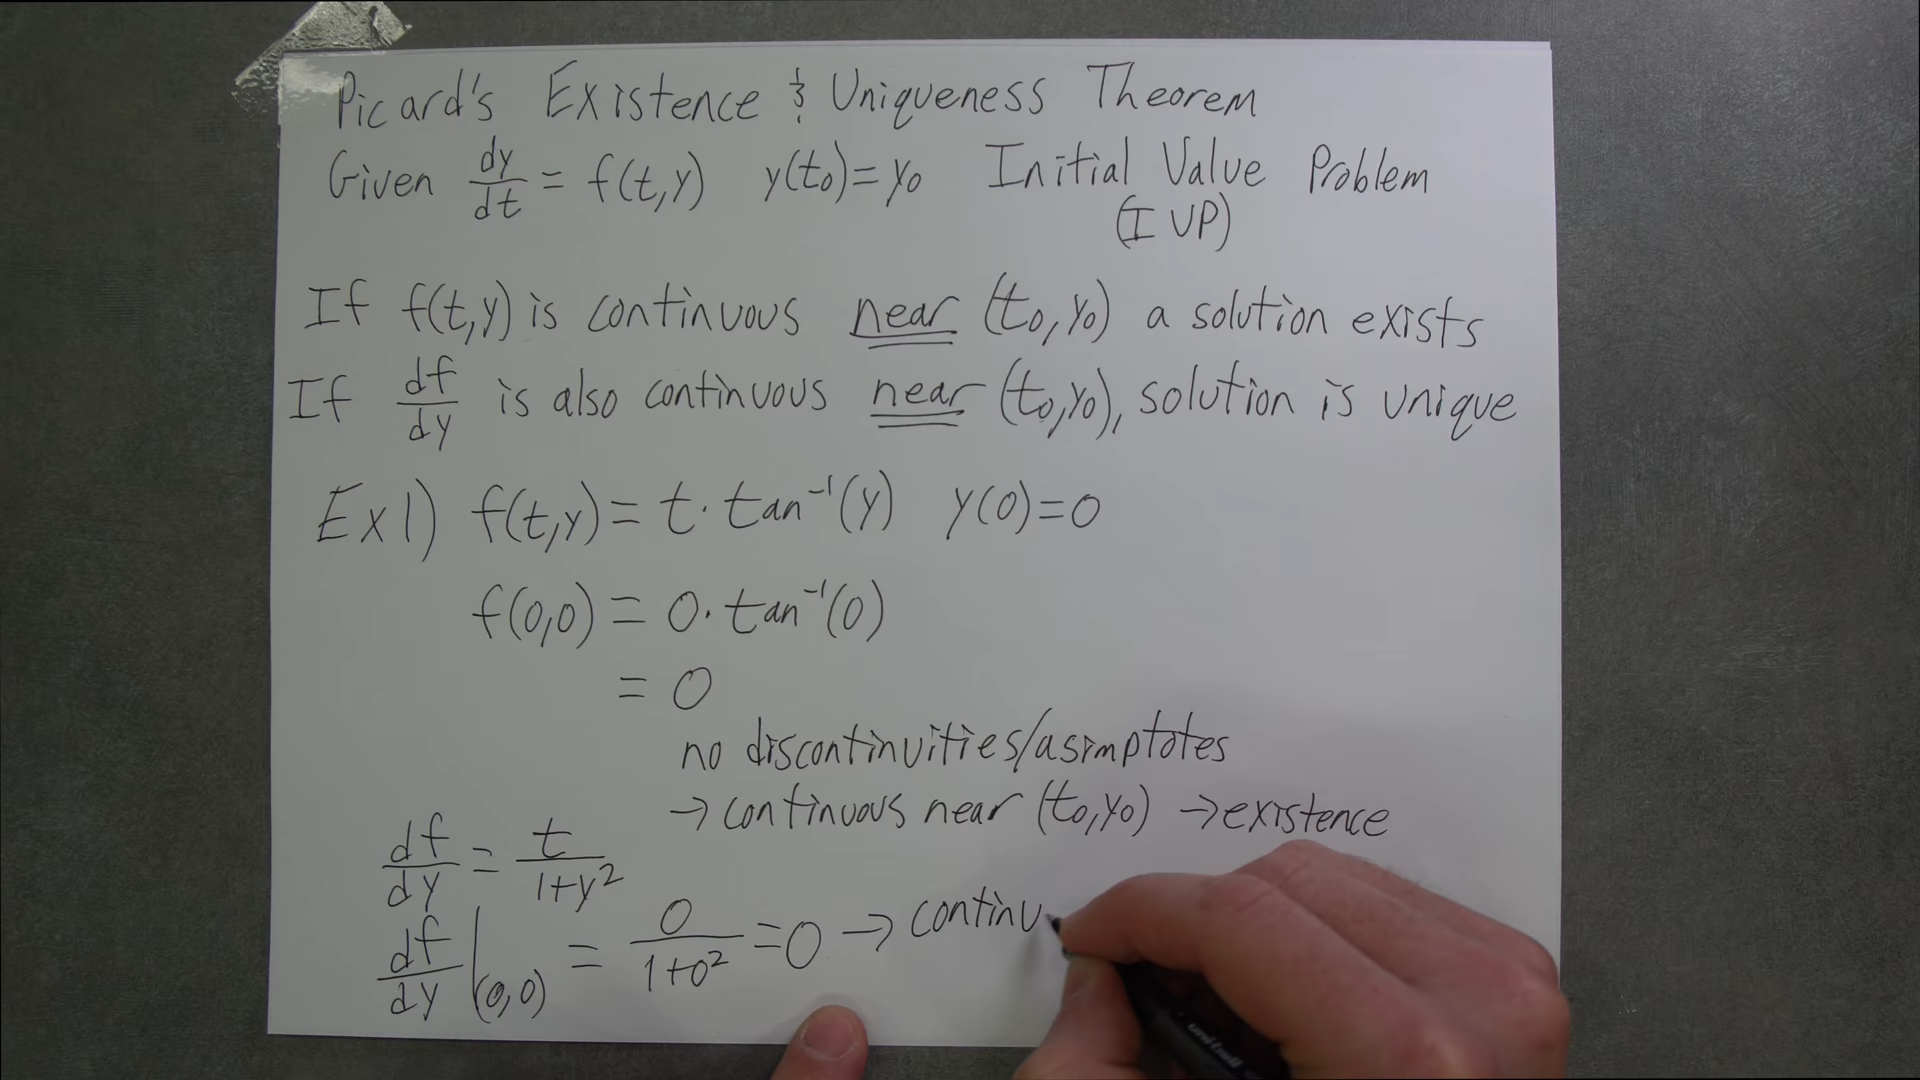 Picard's Existence & Uniqueness Theorem
Given dy/dt = f(t,y) y(t₀)=y₀ Initial Value Problem
(IVP)
If f(t,y) is continuous near (t₀,y₀) a solution exists
If df/dy is also continuous near (t₀,y₀), solution is unique
Ex1) f(t,y) = t·tan⁻¹(y) y(0)=0
f(0,0) = 0·tan⁻¹(0)
= 0
no discontinuities/asimptotes
→ continuous near (t₀,y₀) → existence
df/dy = t/(1+y²)
df/dy|(0,0) = 0/(1+0²) = 0 → continu